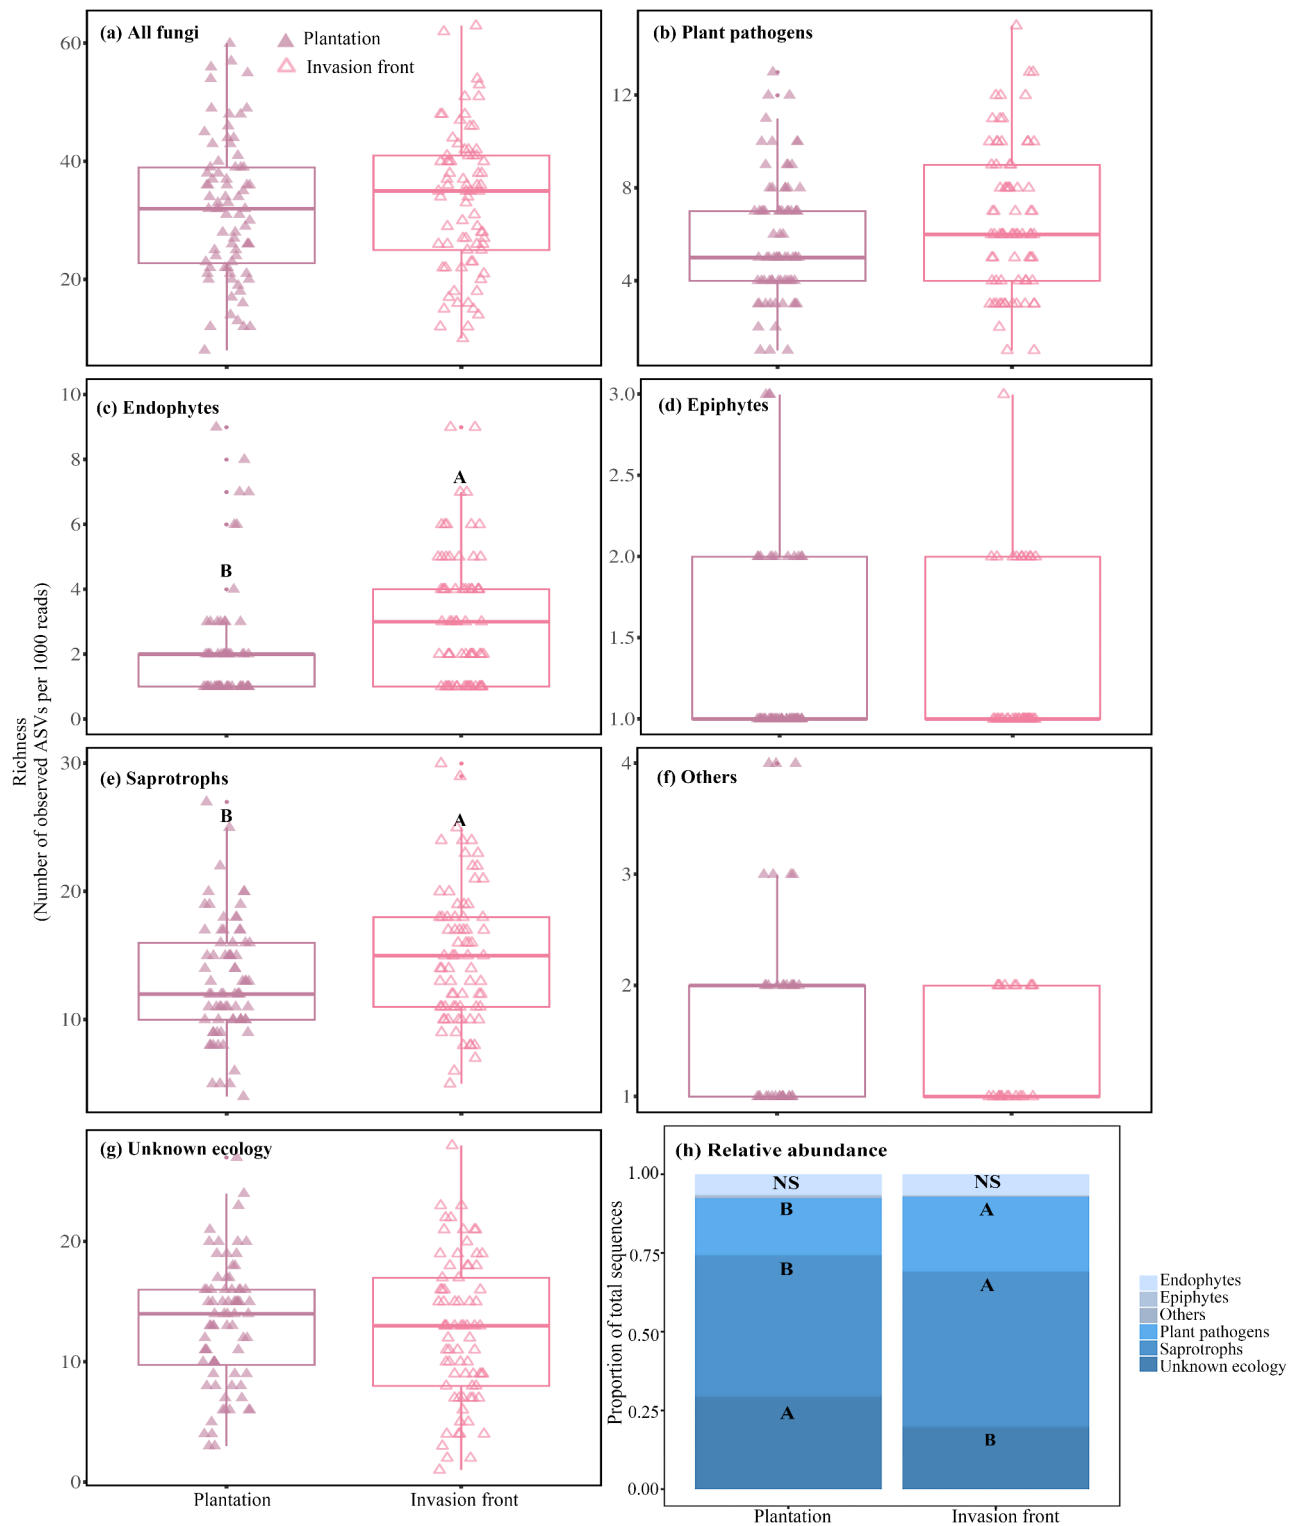 (a) All fungi
Plantation
Invasion front
60
40
20
(b) Plant pathogens
12
8
4
(c) Endophytes
10
8
6
4
2
0
B
A
(d) Epiphytes
3.0
2.5
2.0
1.5
1.0
Richness
(Number of observed ASVs per 1000 reads)
(e) Saprotrophs
30
20
10
B
A
(f) Others
4
3
2
1
(g) Unknown ecology
20
10
0
Plantation
Invasion front
(h) Relative abundance
Proportion of total sequences
1.00
0.75
0.50
0.25
0.00
NS
NS
B
A
B
A
A
B
Plantation
Invasion front
Endophytes
Epiphytes
Others
Plant pathogens
Saprotrophs
Unknown ecology